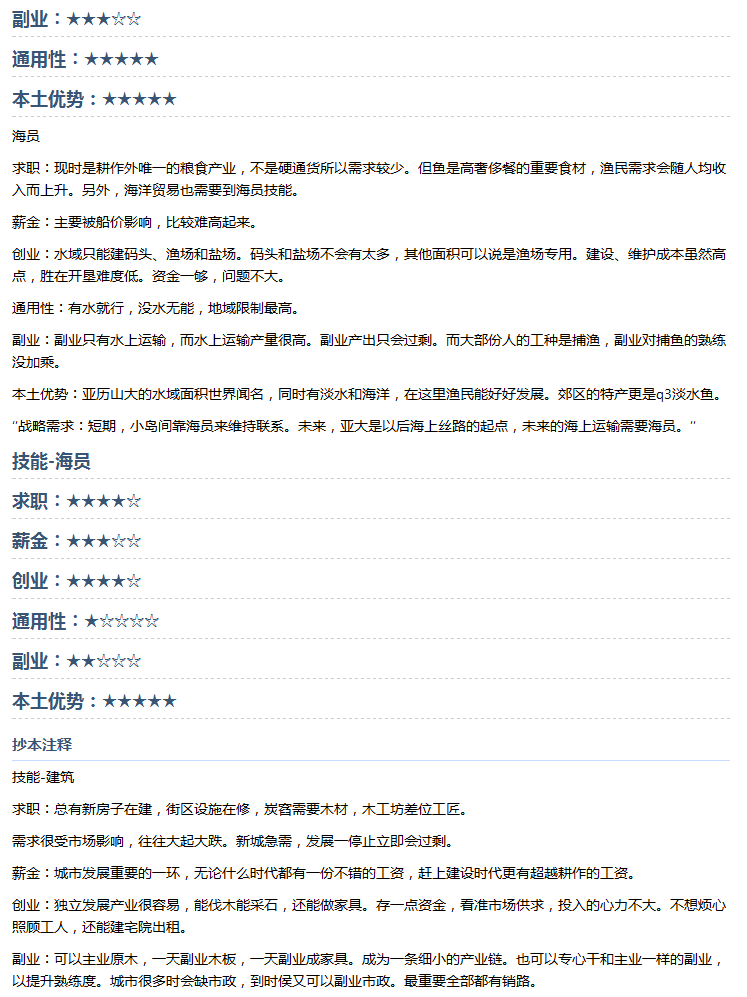 副业：★★★☆☆
通用性：★★★★★
本土优势：★★★★★
海员
求职：现时是耕作外唯一的粮食产业，不是硬通货所以需求较少。但鱼是高奢侈餐的重要食材，渔民需求会随人均收
入而上升。另外，海洋贸易也需要到海员技能。
薪金：主要被船价影响，比较难高起来。
创业：水域只能建码头、渔场和盐场。码头和盐场不会有太多，其他面积可以说是渔场专用。建设、维护成本虽然高
点，胜在开垦难度低。资金一够，问题不大。
通用性：有水就行，没水无能，地域限制最高。
副业：副业只有水上运输，而水上运输产量很高。副业产出只会过剩。而大部份人的工种是捕渔，副业对捕鱼的熟练
没加乘。
本土优势：亚历山大的水域面积世界闻名，同时有淡水和海洋，在这里渔民能好好发展。郊区的特产更是q3淡水鱼。
“战略需求：短期，小岛间靠海员来维持联系。未来，亚大是以后海上丝路的起点，未来的海上运输需要海员。“
技能-海员
求职：★★★★☆
薪金：★★★☆☆
创业：★★★★☆
通用性：★☆☆☆☆
副业：★★☆☆☆
本土优势：★★★★★
抄本注释
技能-建筑
求职：总有新房子在建，街区设施在修，炭窑需要木材，木工坊差位工匠。
需求很受市场影响，往往大起大跌。新城急需，发展一停止立即会过剩。
薪金：城市发展重要的一环，无论什么时代都有一份不错的工资，赶上建设时代更有超越耕作的工资。
创业：独立发展产业很容易，能伐木能采石，还能做家具。存一点资金，看准市场供求，投入的心力不大。不想烦心
照顾工人，还能建宅院出租。
副业：可以主业原木，一天副业木板，一天副业成家具。成为一条细小的产业链。也可以专心干和主业一样的副业，
以提升熟练度。城市很多时会缺市政，到时侯又可以副业市政。最重要全部都有销路。